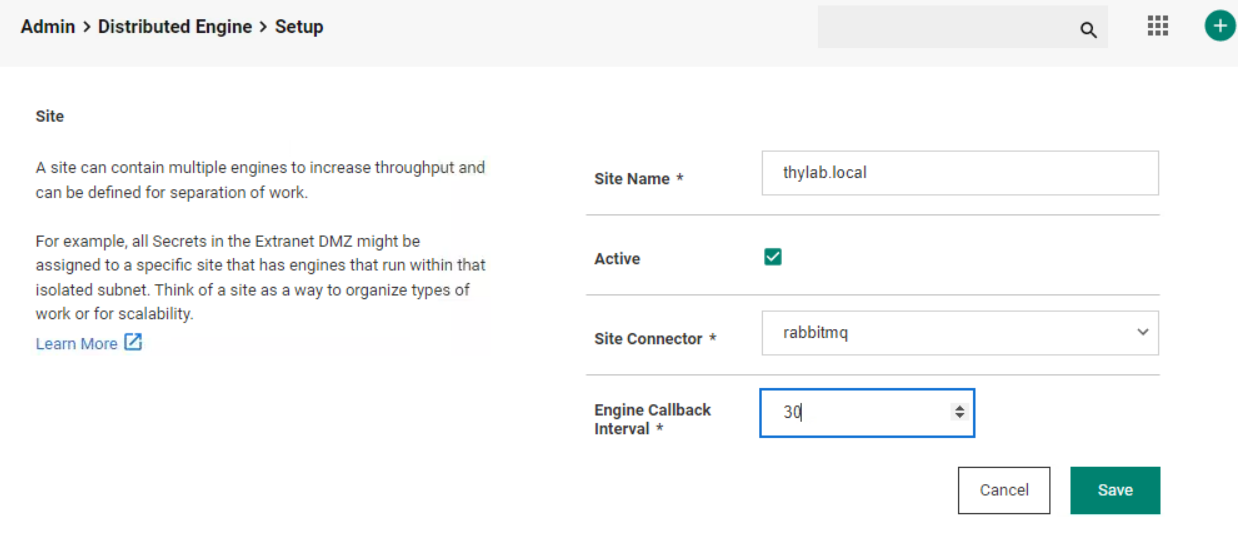 Admin > Distributed Engine > Setup
Site
A site can contain multiple engines to increase throughput and
can be defined for separation of work.
For example, all Secrets in the Extranet DMZ might be
assigned to a specific site that has engines that run within that
isolated subnet. Think of a site as a way to organize types of
work or for scalability.
Learn More
Site Name * thylab.local
Active
Site Connector * rabbitmq
Engine Callback
Interval * 30
Cancel Save